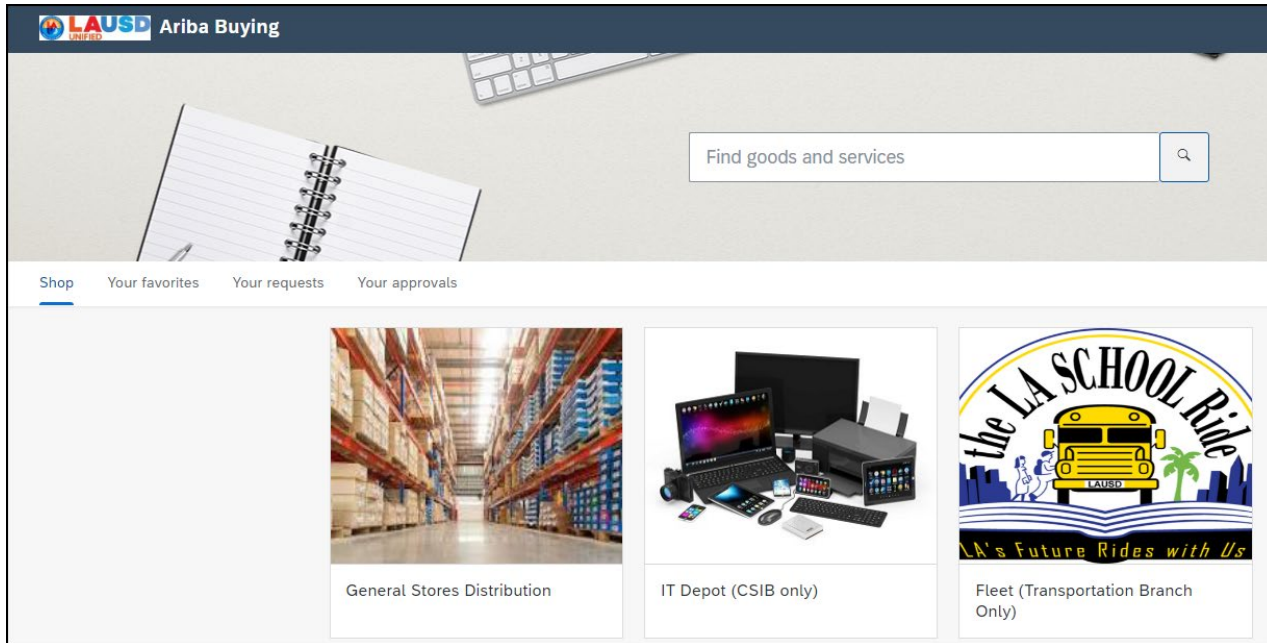 LAUSD
UNIFIED
Ariba Buying
Find goods and services
Shop
Your favorites
Your requests
Your approvals
the LA SCHOOL Ride
LAUSD
LA's Future Rides with Us
General Stores Distribution
IT Depot (CSIB only)
Fleet (Transportation Branch
Only)